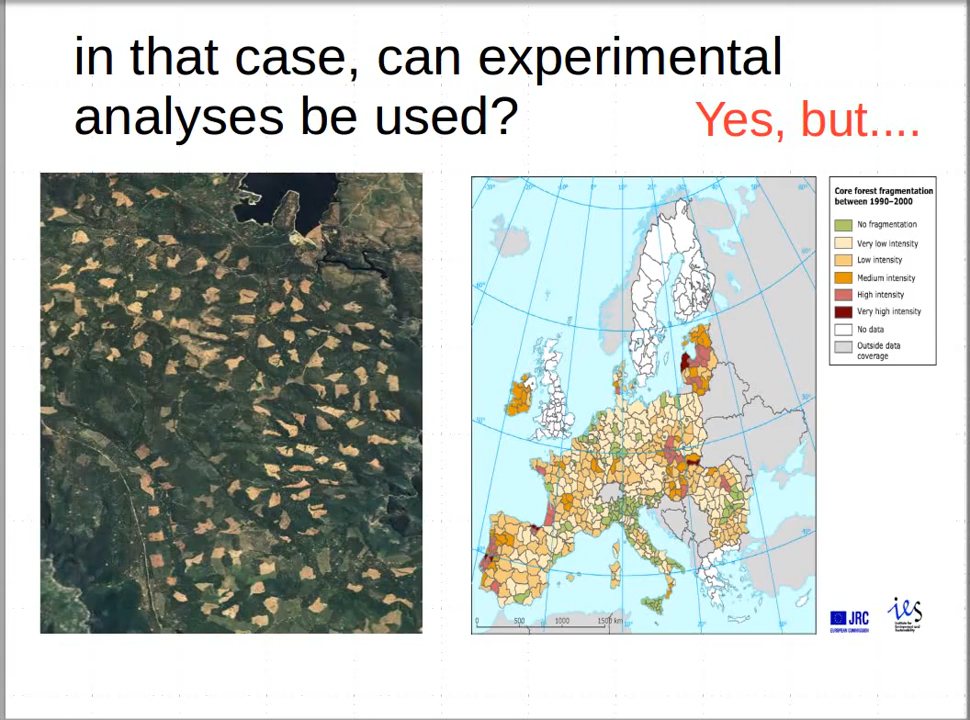 in that case, can experimental
analyses be used?
Yes, but....
Core forest fragmentation
between 1990–2000
No fragmentation
Very low intensity
Low intensity
Medium intensity
High intensity
Very high intensity
No data
Outside data
coverage
0 500 1000 1500 km
JRC
EUROPEAN COMMISSION
ies
Institute for
Environment and
Sustainability